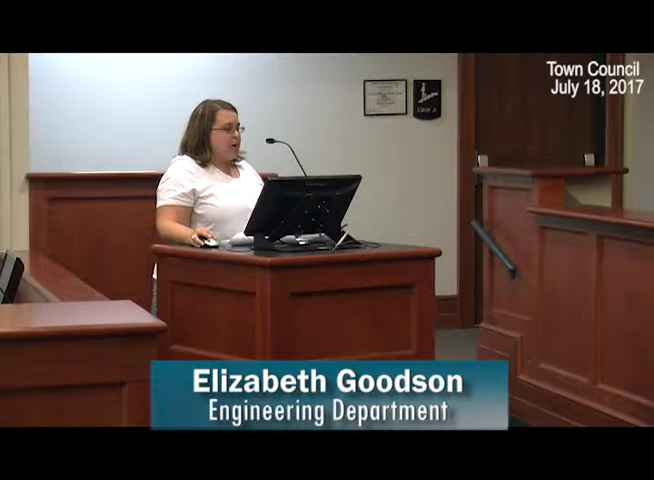 Town Council
July 18, 2017
Elizabeth Goodson
Engineering Department